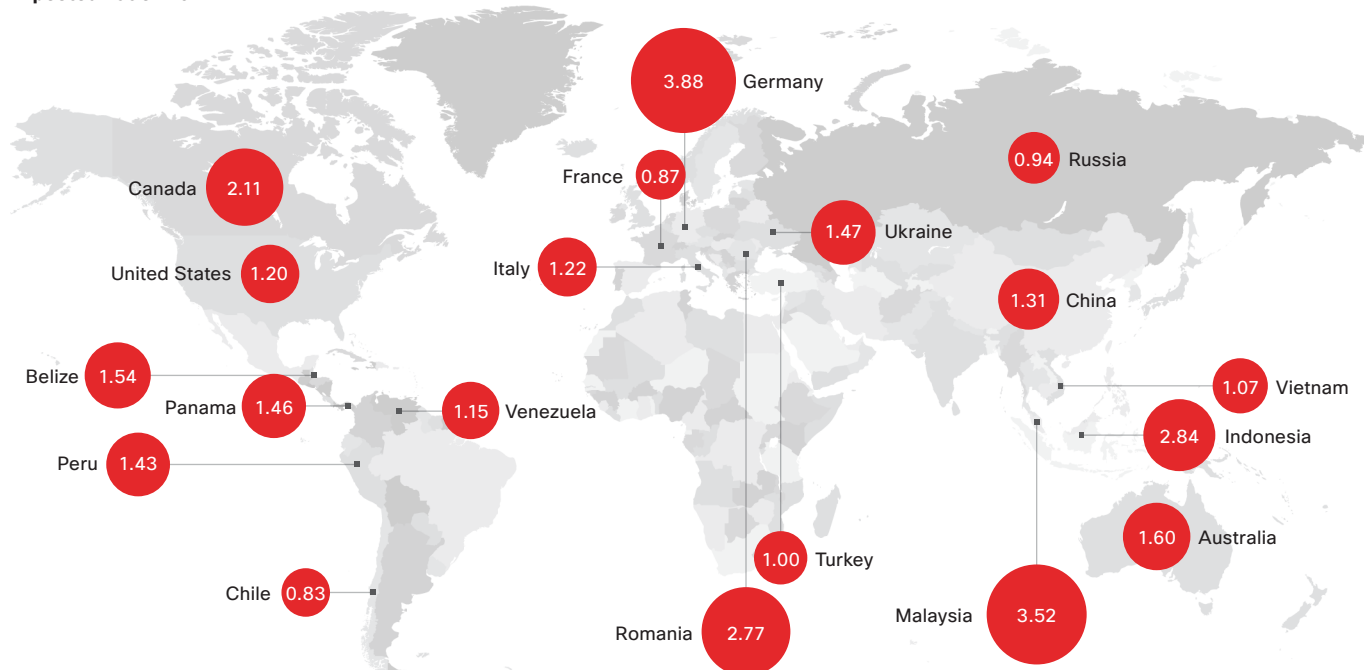 3.88 Germany
0.94 Russia
France 0.87
Canada 2.11
1.47 Ukraine
Italy 1.22
United States 1.20
1.31 China
Belize 1.54
1.07 Vietnam
Panama 1.46
1.15 Venezuela
2.84 Indonesia
Peru 1.43
1.60 Australia
1.00 Turkey
Chile 0.83
Malaysia 3.52
Romania 2.77